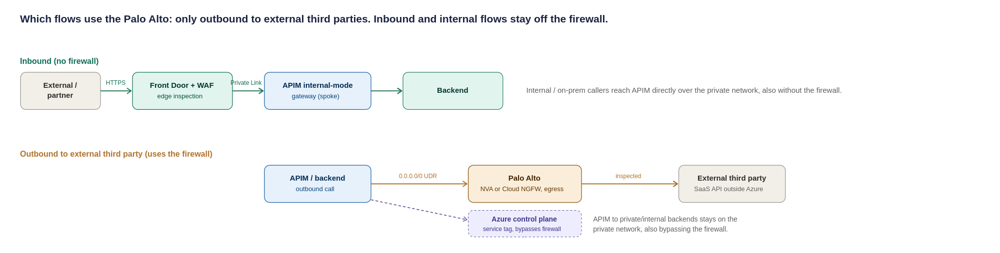 Which flows use the Palo Alto: only outbound to external third parties. Inbound and internal flows stay off the firewall.
Inbound (no firewall)
External /
partner
HTTPS
Front Door + WAF
edge inspection
Private Link
APIM internal-mode
gateway (spoke)
Backend
Internal / on-prem callers reach APIM directly over the private network, also without the firewall.
Outbound to external third party (uses the firewall)
APIM / backend
outbound call
0.0.0.0/0 UDR
Palo Alto
NVA or Cloud NGFW, egress
inspected
External third party
SaaS API outside Azure
Azure control plane
service tag, bypasses firewall
APIM to private/internal backends stays on the
private network, also bypassing the firewall.